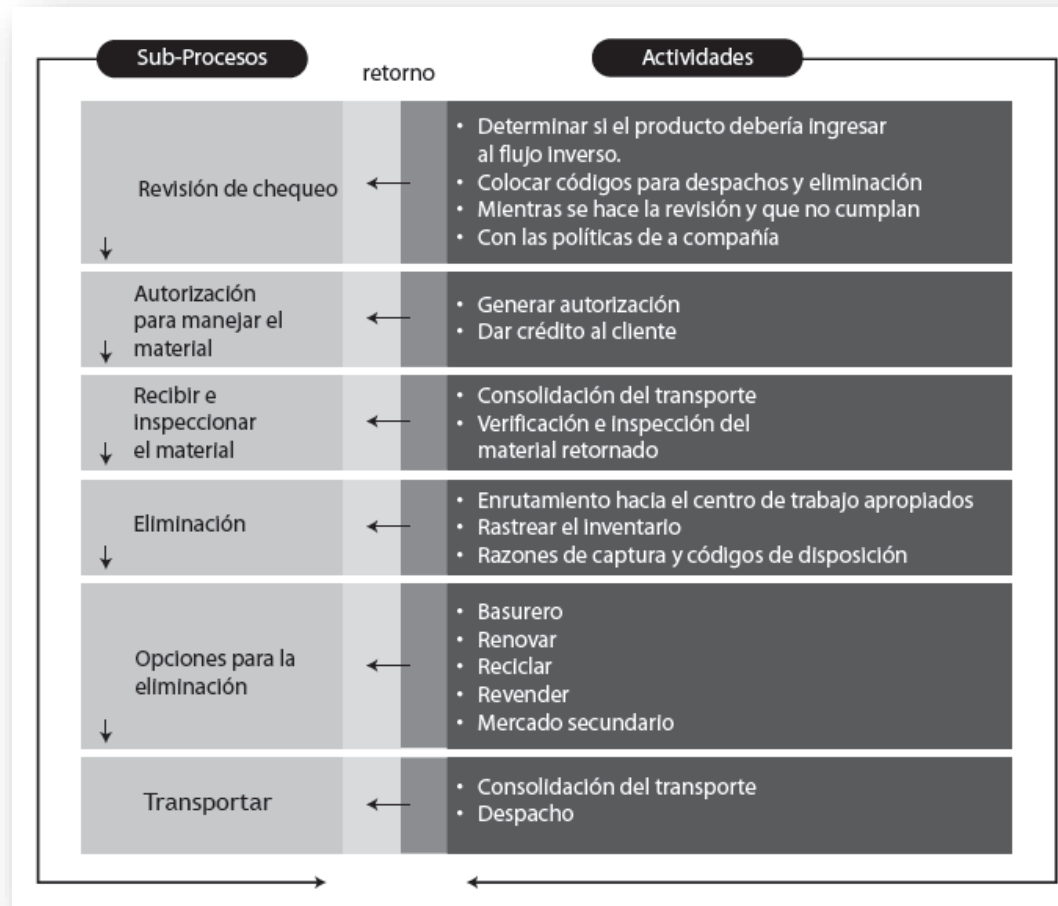 Sub-Procesos
retorno
Actividades
Revisión de chequeo
• Determinar si el producto debería ingresar
al flujo inverso.
• Colocar códigos para despachos y eliminación
• Mientras se hace la revisión y que no cumplan
• Con las políticas de a compañía
Autorización
para manejar el
material
• Generar autorización
• Dar crédito al cliente
Recibir e
inspeccionar
el material
• Consolidación del transporte
• Verificación e inspección del
material retornado
Eliminación
• Enrutamiento hacia el centro de trabajo apropiados
• Rastrear el inventario
• Razones de captura y códigos de disposición
Opciones para la
eliminación
• Basurero
• Renovar
• Reciclar
• Revender
• Mercado secundario
Transportar
• Consolidación del transporte
• Despacho